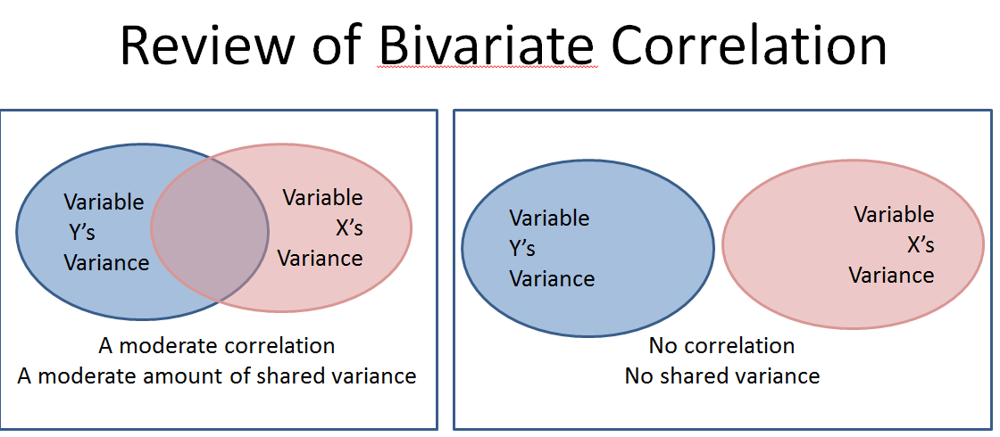 Review of Bivariate Correlation
Variable
Y’s
Variance
Variable
X’s
Variance
A moderate correlation
A moderate amount of shared variance
Variable
Y’s
Variance
Variable
X’s
Variance
No correlation
No shared variance